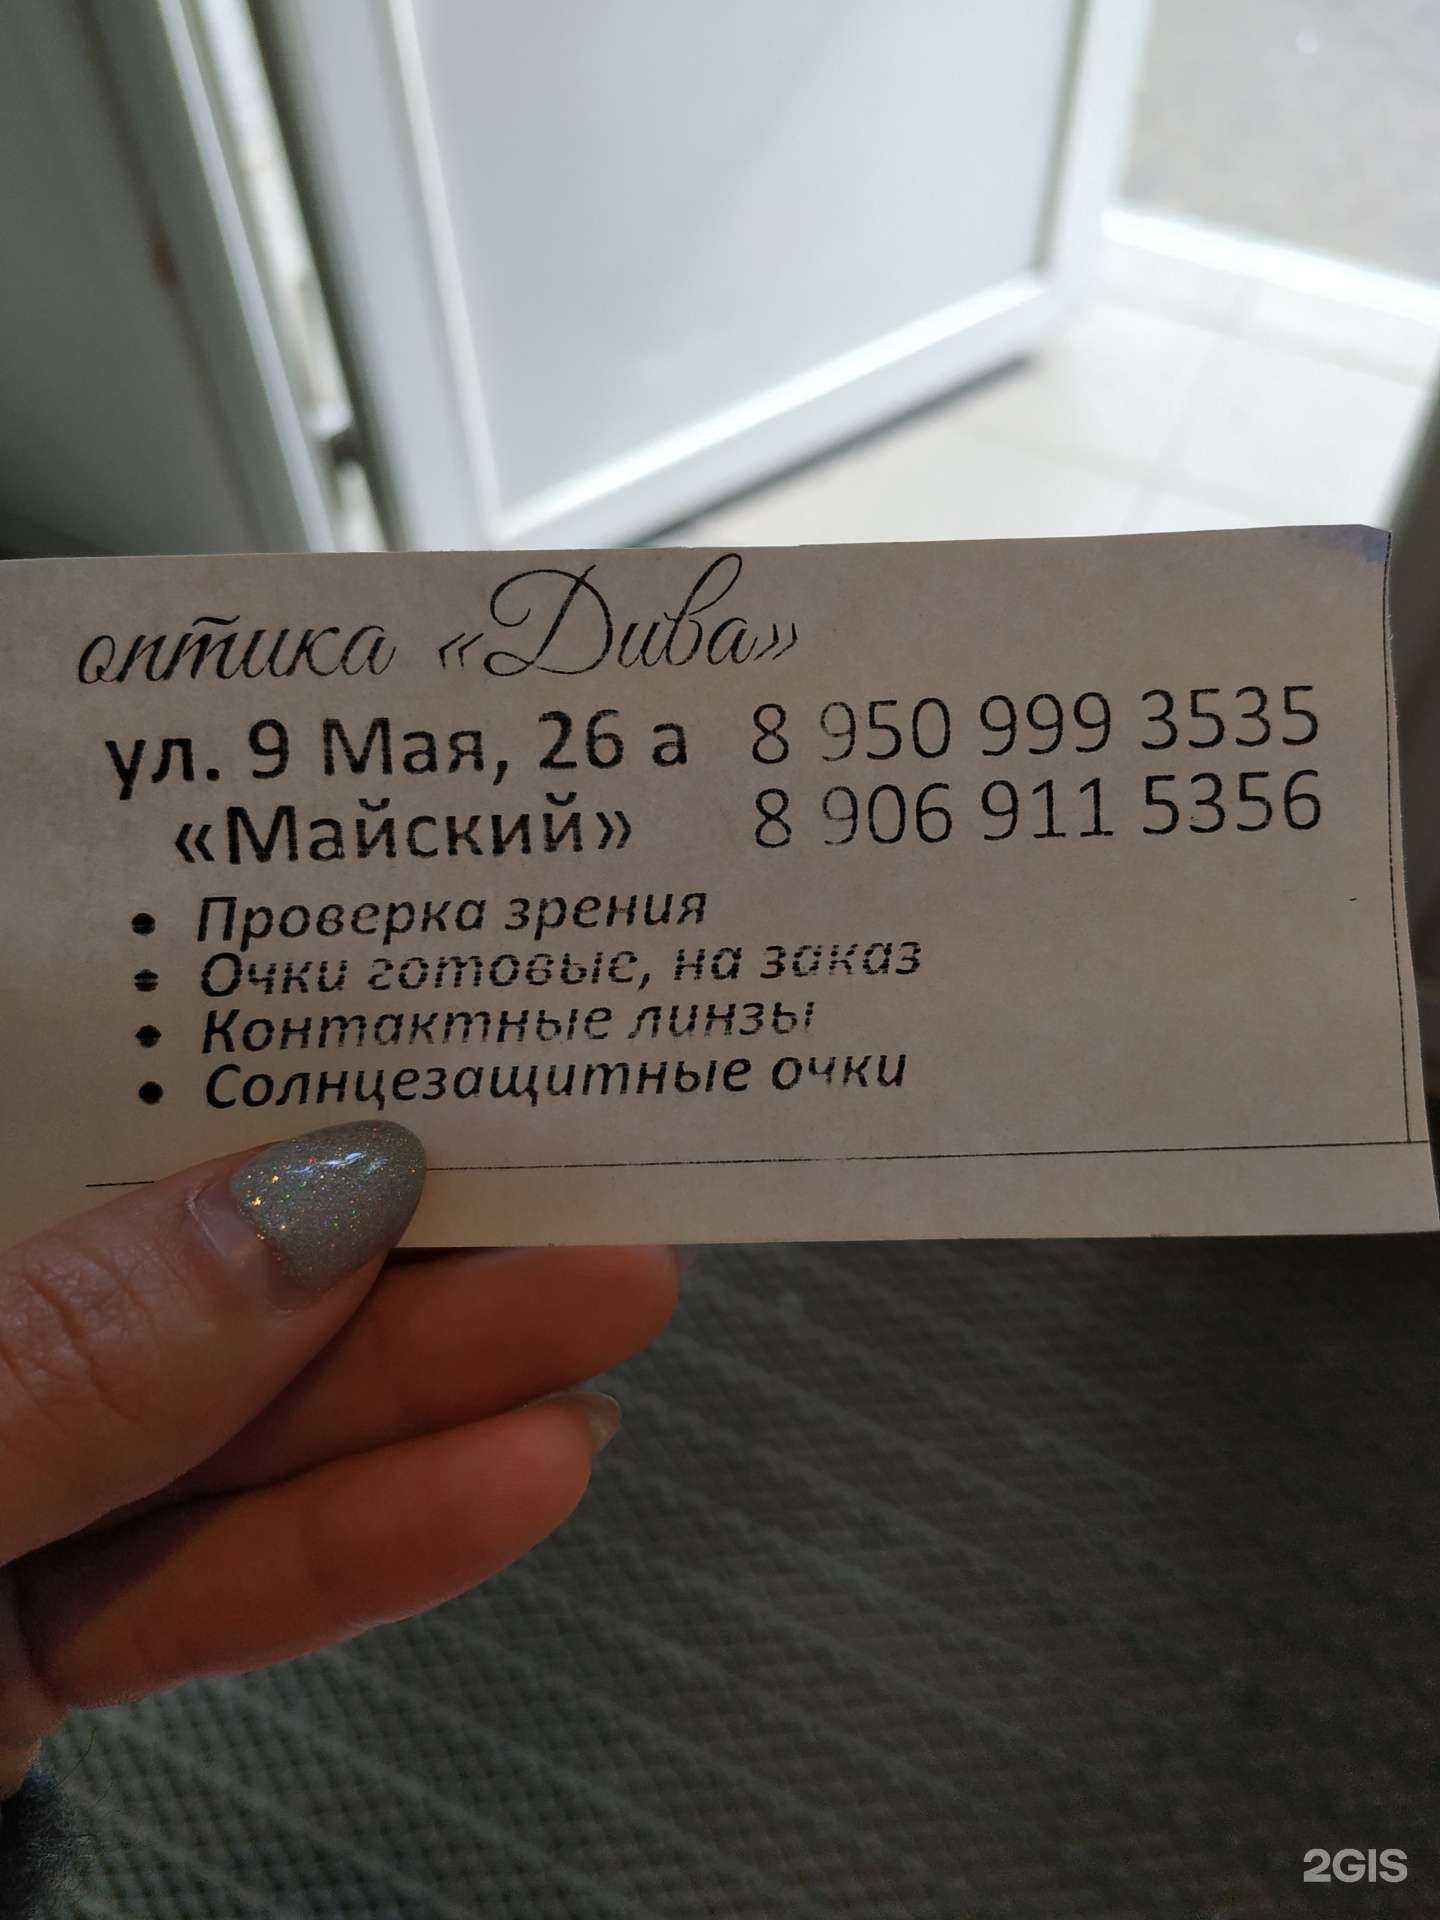 оптика «Дива»
ул. 9 Мая, 26 а 8 950 999 3535
«Майский» 8 906 911 5356
• Проверка зрения
• Очки готовые, на заказ
• Контактные линзы
• Солнцезащитные очки
2GIS